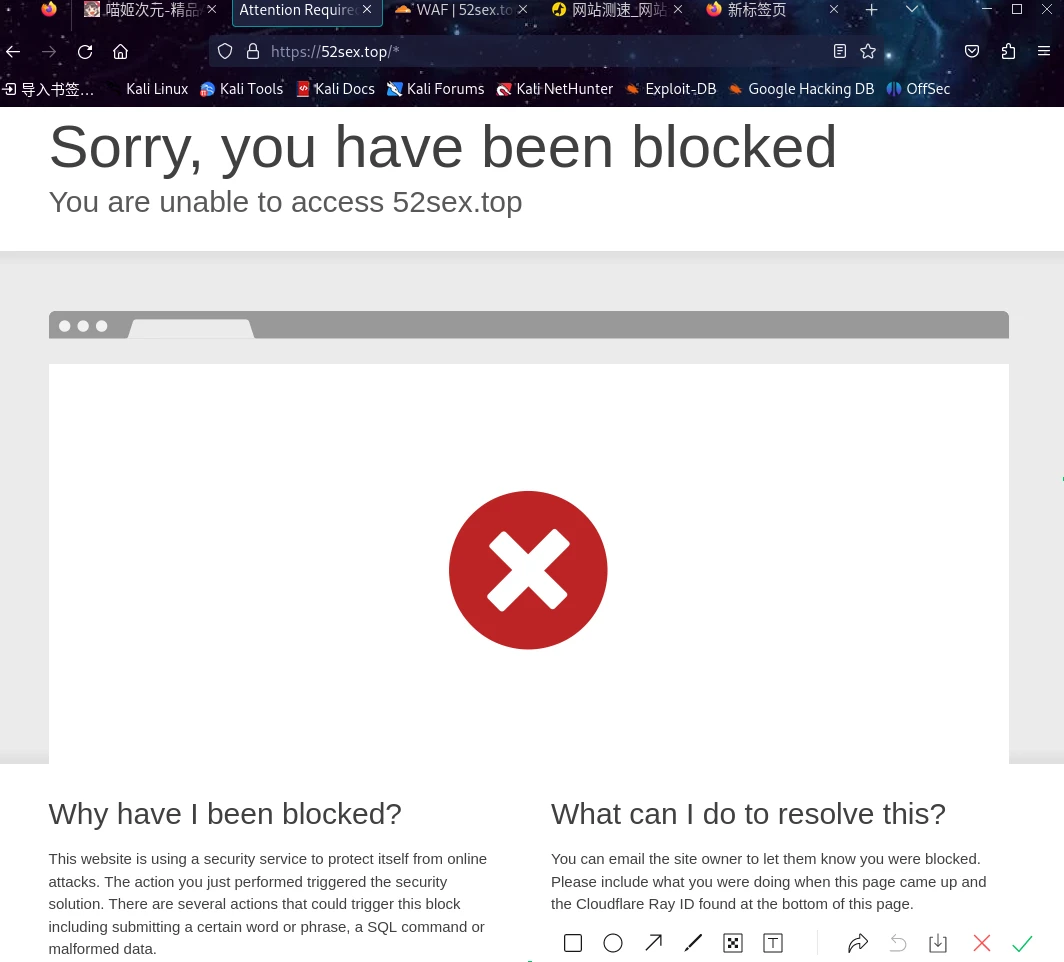 喵姬次元-精品
Attention Require
WAF | 52sex.to
网站测速_网站
新标签页
https://52sex.top/*
导入书签…
Kali Linux
Kali Tools
Kali Docs
Kali Forums
Kali NetHunter
Exploit-DB
Google Hacking DB
OffSec
Sorry, you have been blocked
You are unable to access 52sex.top
Why have I been blocked?
This website is using a security service to protect itself from online
attacks. The action you just performed triggered the security
solution. There are several actions that could trigger this block
including submitting a certain word or phrase, a SQL command or
malformed data.
What can I do to resolve this?
You can email the site owner to let them know you were blocked.
Please include what you were doing when this page came up and
the Cloudflare Ray ID found at the bottom of this page.
T